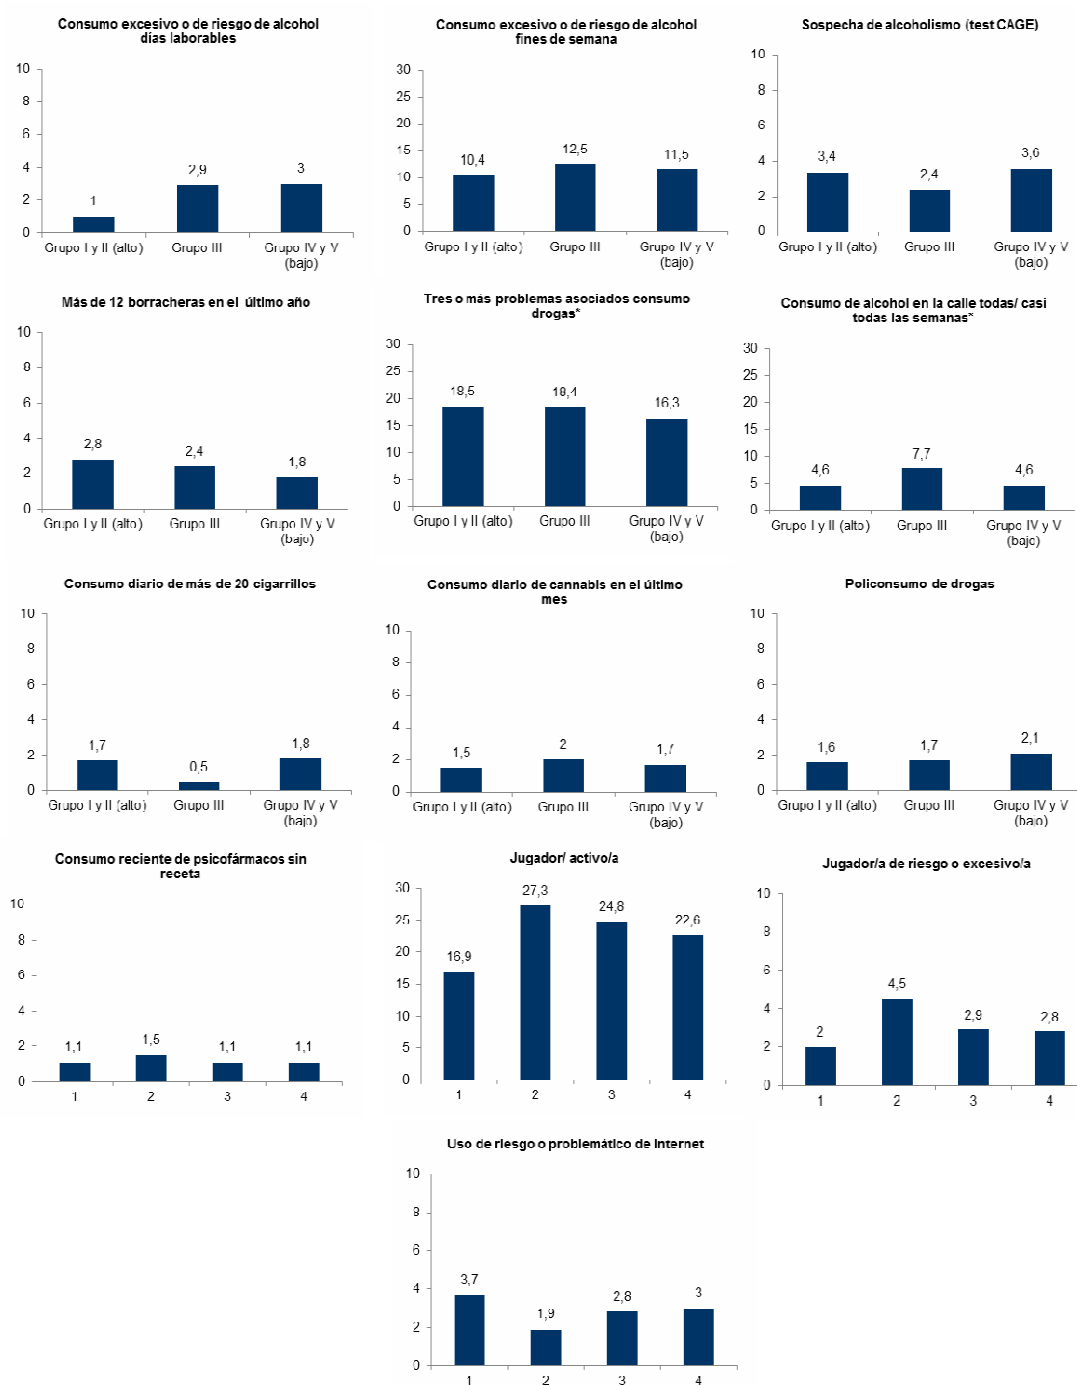 Consumo excesivo o de riesgo de alcohol
días laborables
10
8
6
4
2
0
1
2,9
3
Grupo I y II (alto)
Grupo III
Grupo IV y V
(bajo)
Consumo excesivo o de riesgo de alcohol
fines de semana
30
25
20
15
10
5
0
10,4
12,5
11,5
Grupo I y II (alto)
Grupo III
Grupo IV y V
(bajo)
Sospecha de alcoholismo (test CAGE)
10
8
6
4
2
0
3,4
2,4
3,6
Grupo I y II (alto)
Grupo III
Grupo IV y V
(bajo)
Más de 12 borracheras en el último año
10
8
6
4
2
0
2,8
2,4
1,8
Grupo I y II (alto)
Grupo III
Grupo IV y V
(bajo)
Tres o más problemas asociados consumo
drogas*
30
25
20
15
10
5
0
18,5
18,4
16,3
Grupo I y II (alto)
Grupo III
Grupo IV y V
(bajo)
Consumo de alcohol en la calle todas/ casi
todas las semanas*
30
25
20
15
10
5
0
4,6
7,7
4,6
Grupo I y II (alto)
Grupo III
Grupo IV y V
(bajo)
Consumo diario de más de 20 cigarrillos
10
8
6
4
2
0
1,7
0,5
1,8
Grupo I y II (alto)
Grupo III
Grupo IV y V
(bajo)
Consumo diario de cannabis en el último
mes
10
8
6
4
2
0
1,5
2
1,7
Grupo I y II (alto)
Grupo III
Grupo IV y V
(bajo)
Policonsumo de drogas
10
8
6
4
2
0
1,6
1,7
2,1
Grupo I y II (alto)
Grupo III
Grupo IV y V
(bajo)
Consumo reciente de psicofármacos sin
receta
10
8
6
4
2
0
1,1
1,5
1,1
1,1
1
2
3
4
Jugador/ activo/a
30
25
20
15
10
5
0
16,9
27,3
24,8
22,6
1
2
3
4
Jugador/a de riesgo o excesivo/a
10
8
6
4
2
0
2
4,5
2,9
2,8
1
2
3
4
Uso de riesgo o problemático de internet
10
8
6
4
2
0
3,7
1,9
2,8
3
1
2
3
4